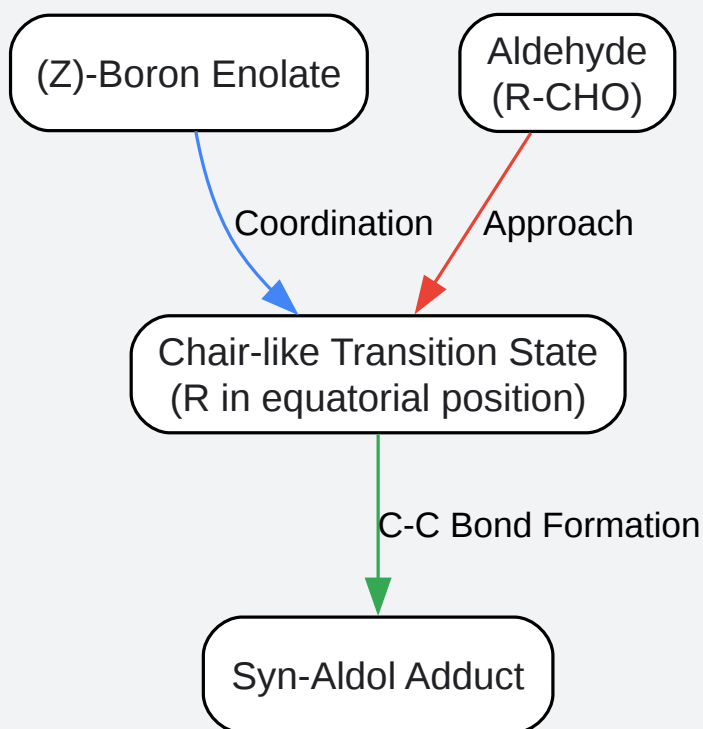 (Z)-Boron Enolate
Aldehyde
(R-CHO)
Coordination
Approach
Chair-like Transition State
(R in equatorial position)
C-C Bond Formation
Syn-Aldol Adduct